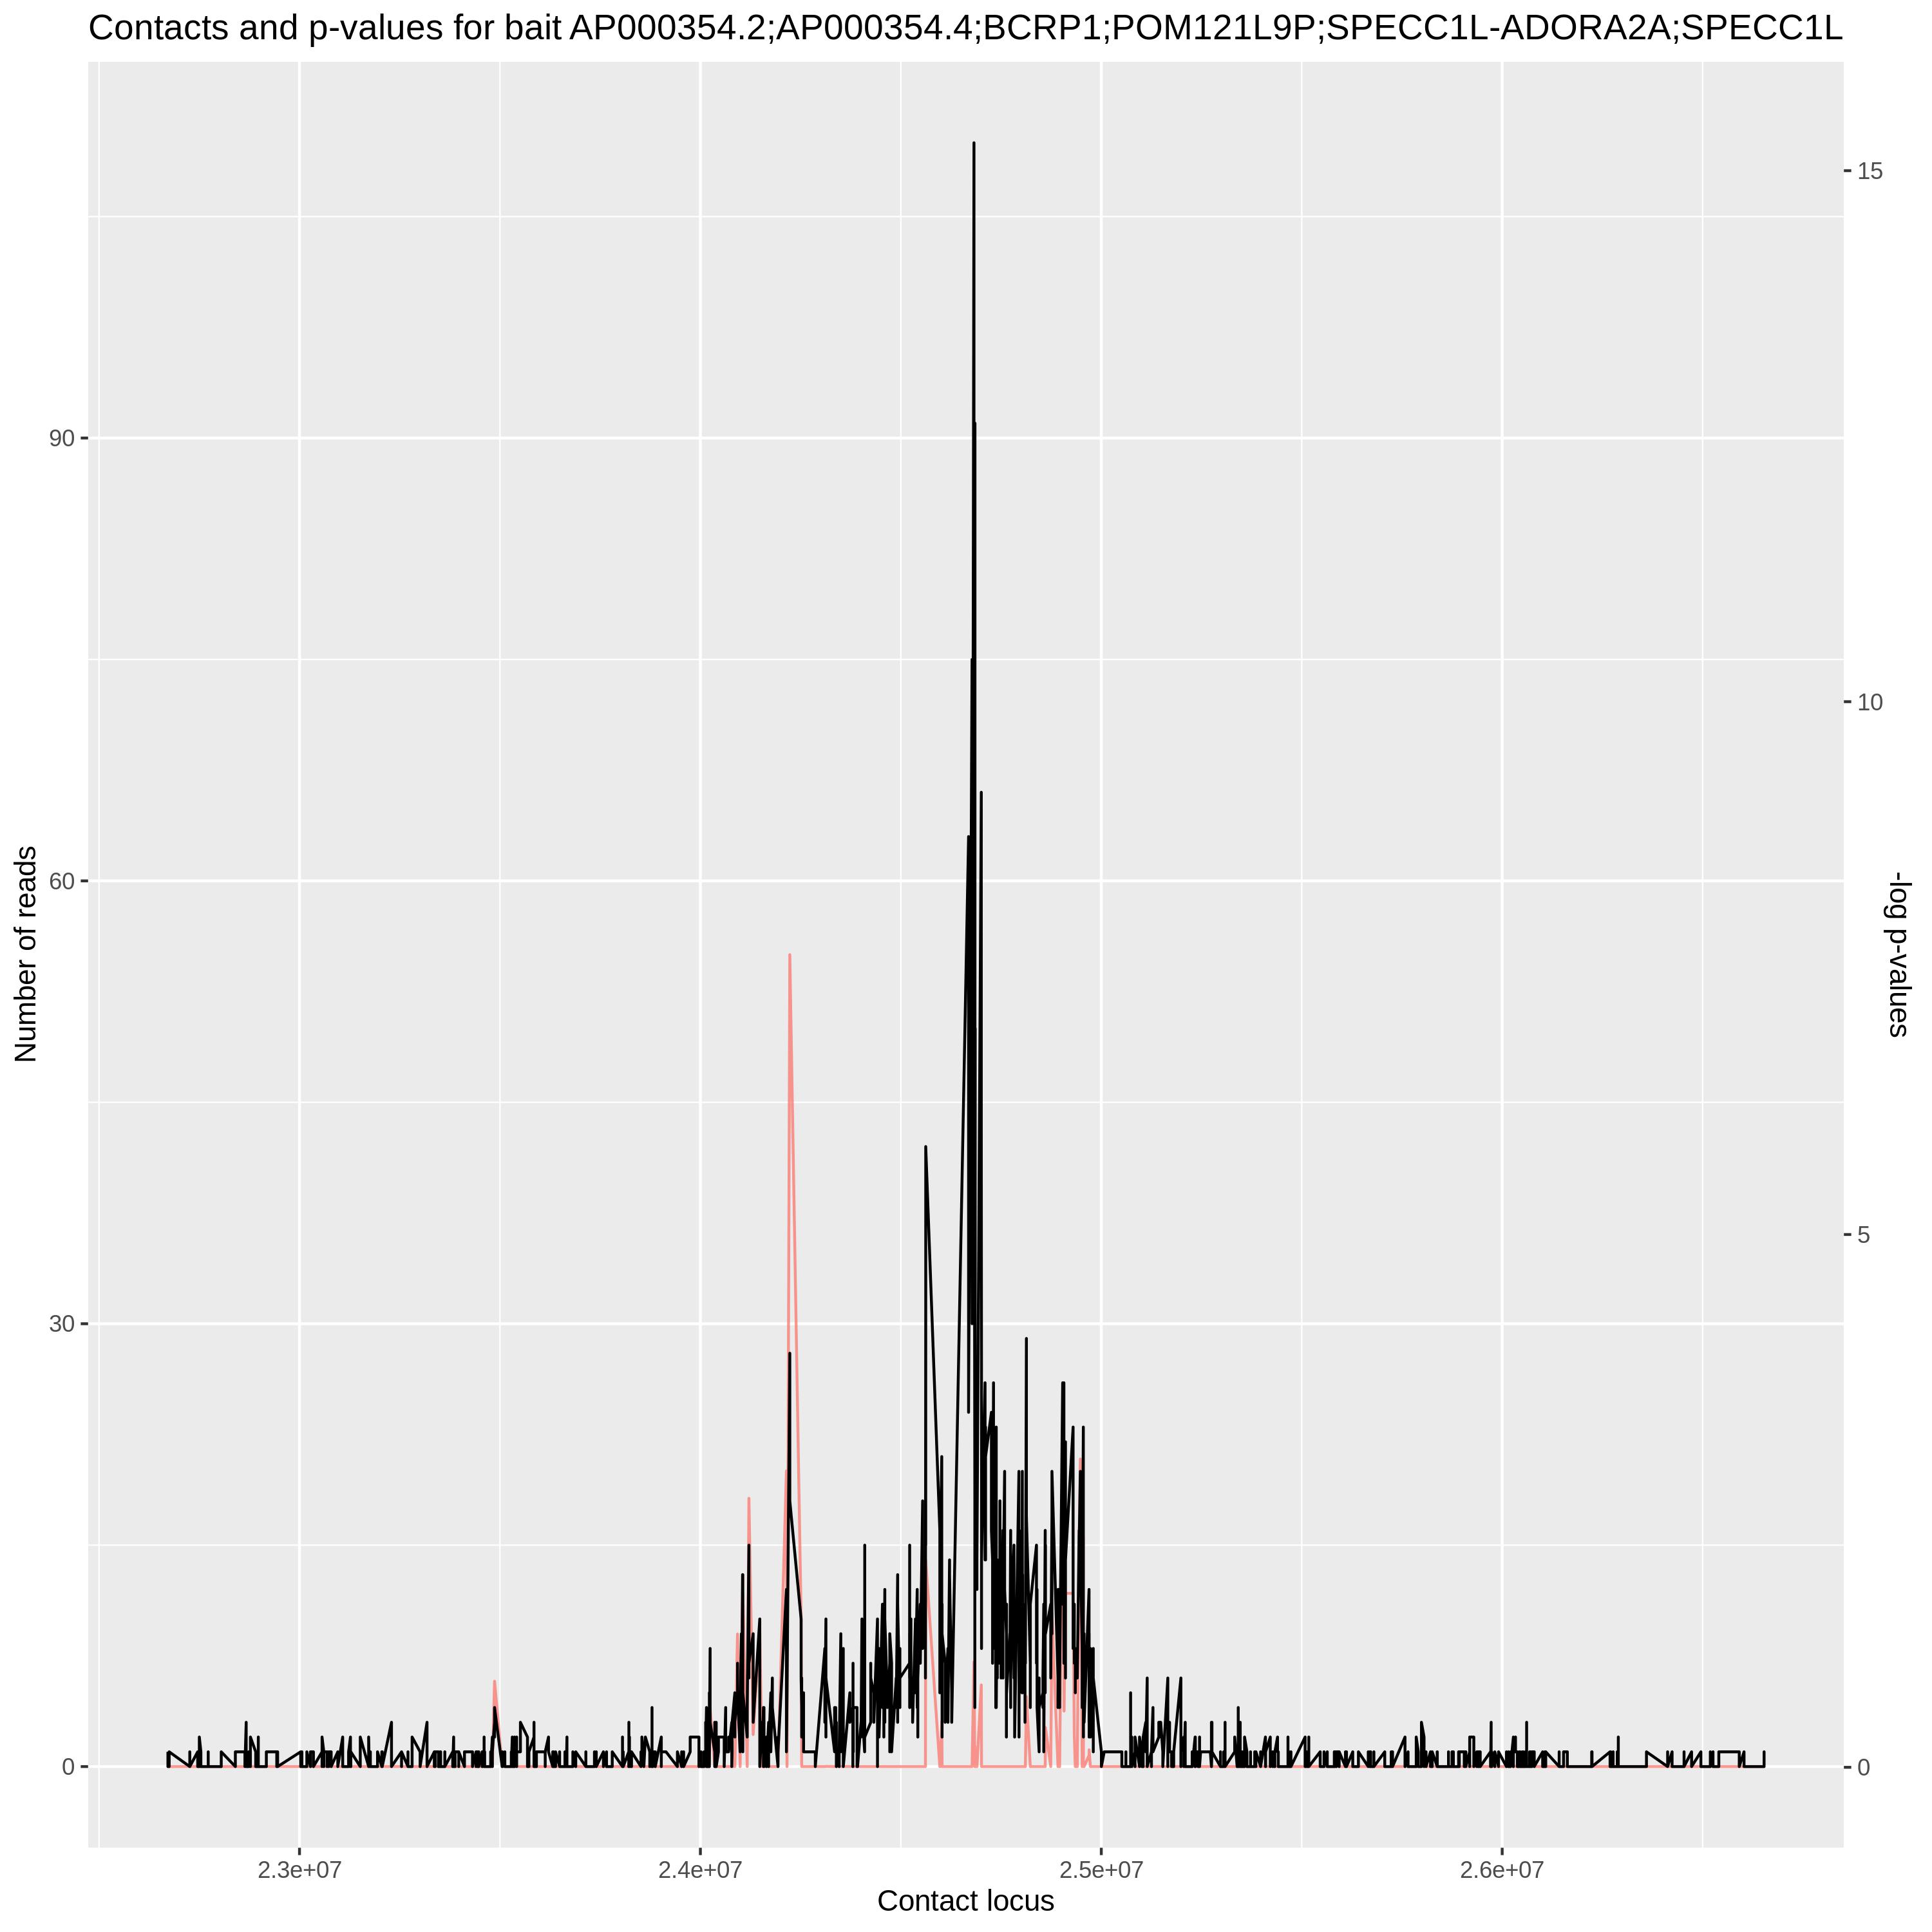 Contacts and p-values for bait AP000354.2;AP000354.4;BCRP1;POM121L9P;SPECC1L-ADORA2A;SPECC1L
15
90
10
60
Number of reads
-log p-values
5
30
0
0
2.3e+07
2.4e+07
2.5e+07
2.6e+07
Contact locus